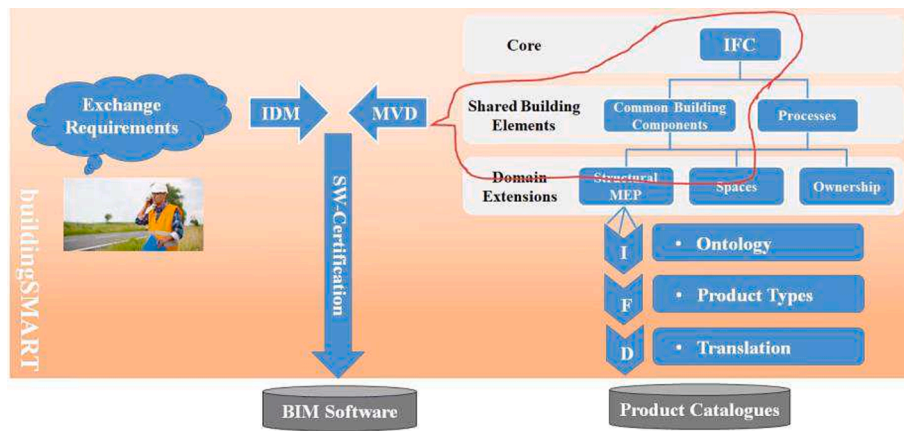 Core
IFC
Exchange
Requirements
IDM
MVD
Shared Building
Elements
Common Building
Components
Processes
Domain
Extensions
Structural
MEP
Spaces
Ownership
buildingSMART
SW-Certification
I
• Ontology
F
• Product Types
D
• Translation
BIM Software
Product Catalogues